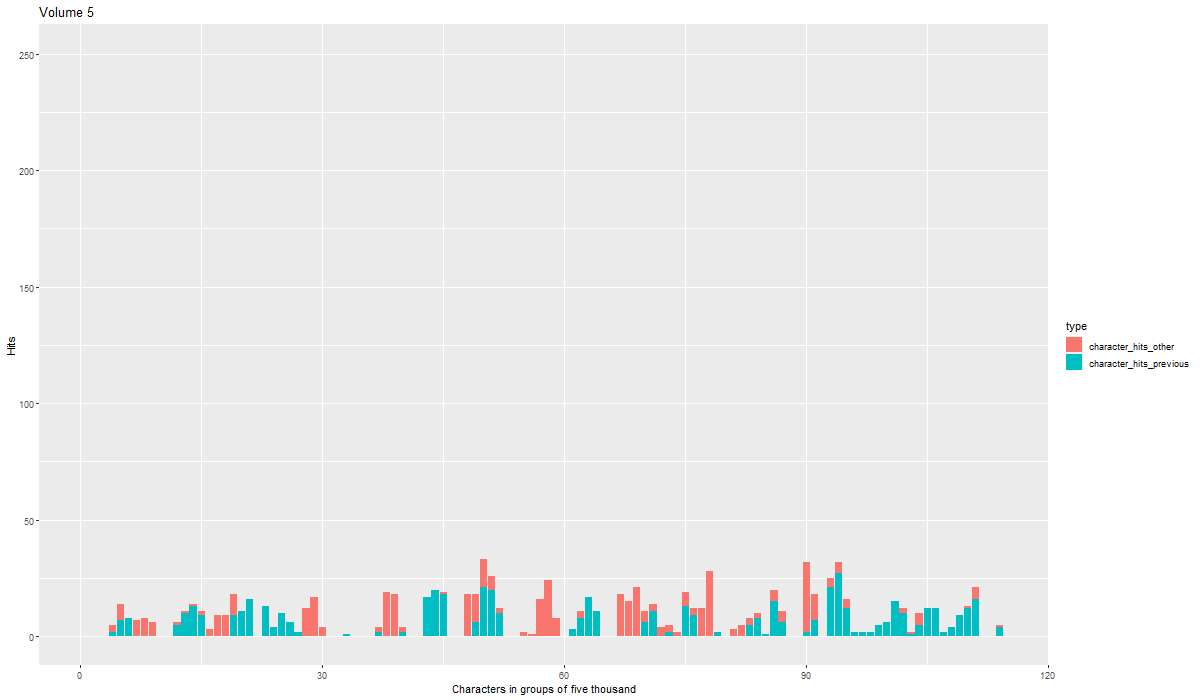 Volume 5
250
200
150
100
50
0
Hits
0
30
60
90
120
Characters in groups of five thousand
type
character_hits_other
character_hits_previous